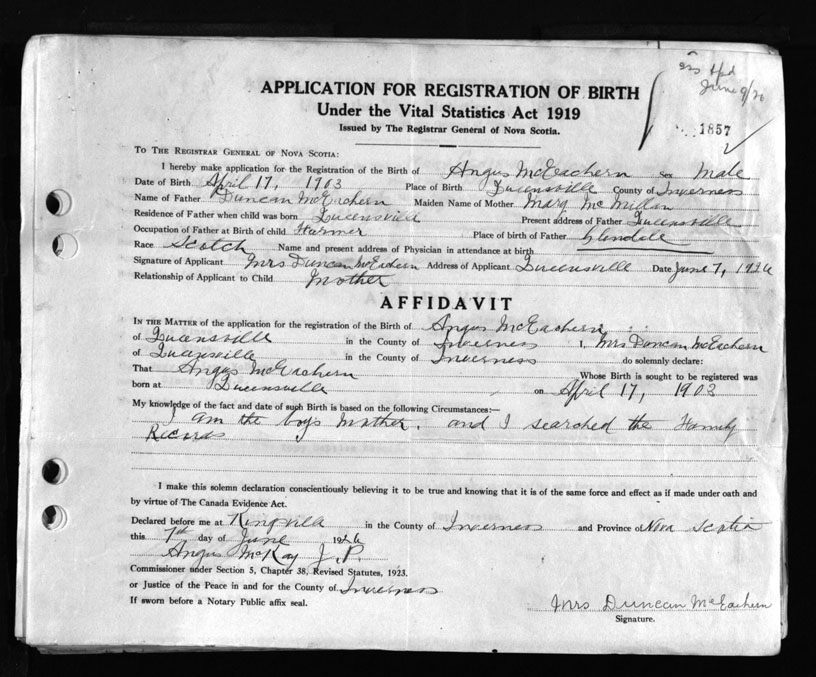 June 9/26
1857
APPLICATION FOR REGISTRATION OF BIRTH
Under the Vital Statistics Act 1919
Issued by The Registrar General of Nova Scotia.
TO THE REGISTRAR GENERAL OF NOVA SCOTIA:
I hereby make application for the Registration of the Birth of Angus McEachern Sex Male
Date of Birth April 17, 1903 Place of Birth Queensville County of Inverness
Name of Father Duncan McEachern Maiden Name of Mother Mary McMillan
Residence of Father when child was born Queensville Present address of Father Queensville
Occupation of Father at Birth of child Farmer Place of birth of Father Glendale
Race Scotch Name and present address of Physician in attendance at birth
Signature of Applicant Mrs Duncan McEachern Address of Applicant Queensville Date June 7, 1926
Relationship of Applicant to Child Mother
AFFIDAVIT
IN THE MATTER of the application for the registration of the Birth of Angus McEachern
of Queensville in the County of Inverness I, Mrs Duncan McEachern
of Queensville in the County of Inverness do solemnly declare:
That Angus McEachern Whose Birth is sought to be registered was
born at Queensville on April 17, 1903
My knowledge of the fact and date of such Birth is based on the following Circumstances:—
I am the boys Mother, and I searched the Family
Records
I make this solemn declaration conscientiously believing it to be true and knowing that it is of the same force and effect as if made under oath and
by virtue of The Canada Evidence Act.
Declared before me at Kingsville in the County of Inverness and Province of Nova Scotia
this 7th day of June 1926
Angus McKay J. P.
Commissioner under Section 5, Chapter 38, Revised Statutes, 1923.
or Justice of the Peace in and for the County of Inverness
If sworn before a Notary Public affix seal.
Mrs Duncan McEachern
Signature.